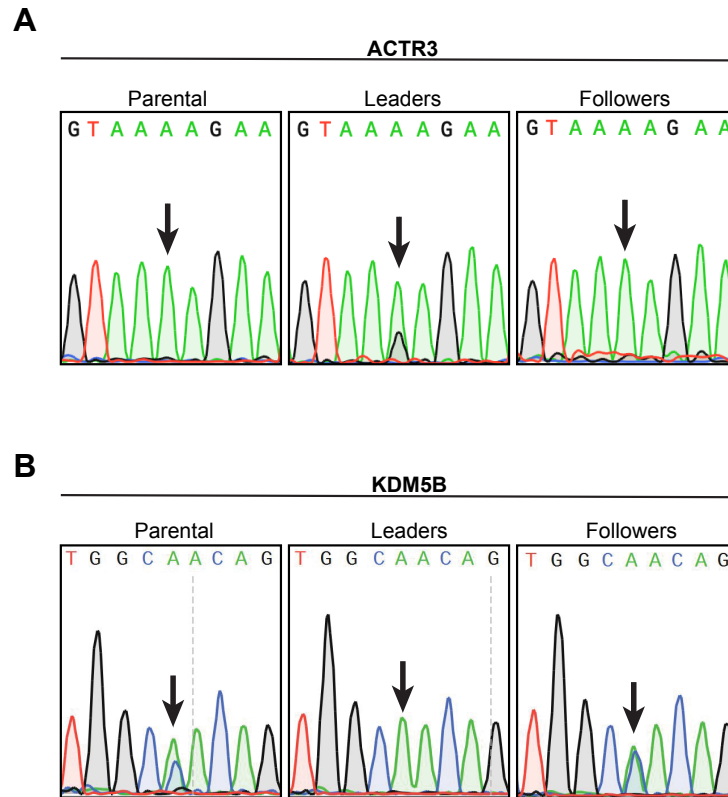 A
ACTR3
Parental Leaders Followers
G T A A A A G A A G T A A A A G A A G T A A A A G A A
B
KDM5B
Parental Leaders Followers
T G G C A A C A G T G G C A A C A G T G G C A A C A G